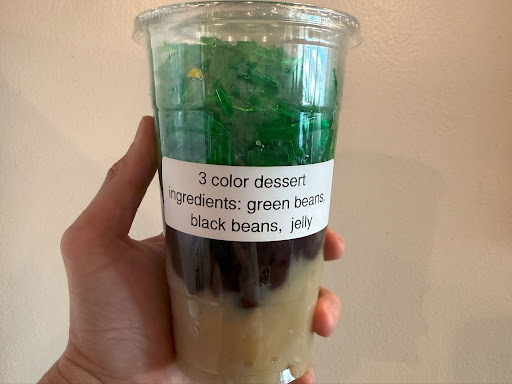 3 color dessert
ingredients: green beans,
black beans, jelly